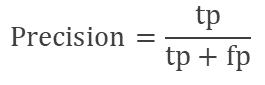 Precision = tp / tp + fp